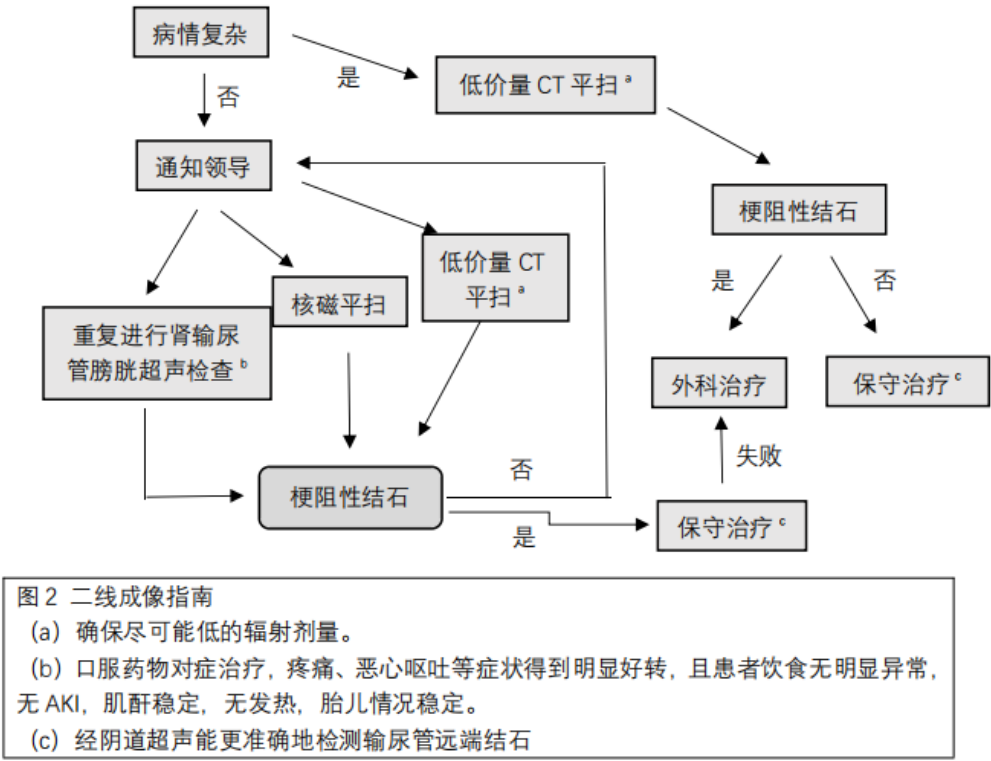 病情复杂
是
低价量 CT 平扫 a
否
通知领导
梗阻性结石
低价量 CT
平扫 a
核磁平扫
是
否
重复进行肾输尿
管膀胱超声检查 b
外科治疗
保守治疗 c
失败
梗阻性结石
否
是
保守治疗 c
图 2 二线成像指南
（a）确保尽可能低的辐射剂量。
（b）口服药物对症治疗，疼痛、恶心呕吐等症状得到明显好转，且患者饮食无明显异常，
无 AKI，肌酐稳定，无发热，胎儿情况稳定。
（c）经阴道超声能更准确地检测输尿管远端结石